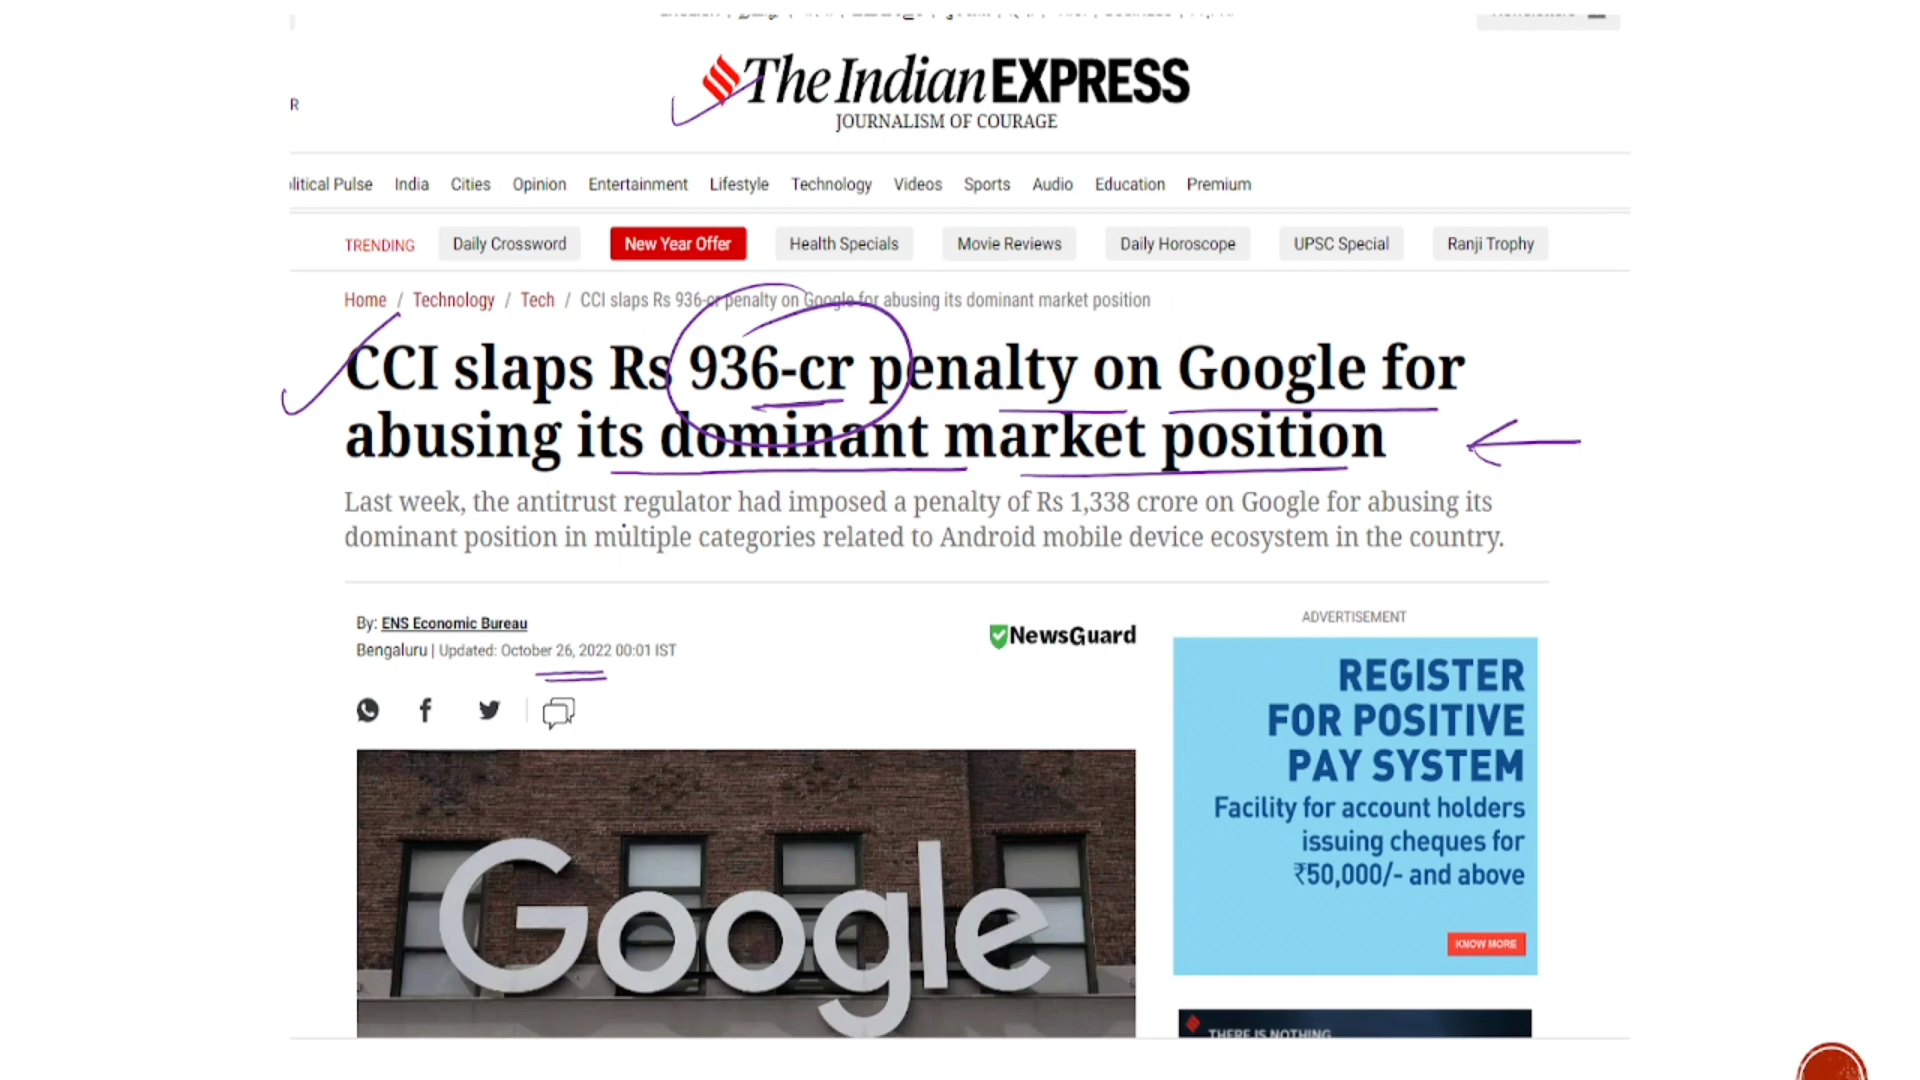 The Indian EXPRESS
JOURNALISM OF COURAGE
R
litical Pulse India Cities Opinion Entertainment Lifestyle Technology Videos Sports Audio Education Premium
TRENDING Daily Crossword New Year Offer Health Specials Movie Reviews Daily Horoscope UPSC Special Ranji Trophy
Home / Technology / Tech / CCI slaps Rs 936-cr penalty on Google for abusing its dominant market position
CCI slaps Rs 936-cr penalty on Google for
abusing its dominant market position
Last week, the antitrust regulator had imposed a penalty of Rs 1,338 crore on Google for abusing its
dominant position in multiple categories related to Android mobile device ecosystem in the country.
By: ENS Economic Bureau
Bengaluru | Updated: October 26, 2022 00:01 IST
NewsGuard
Google
ADVERTISEMENT
REGISTER
FOR POSITIVE
PAY SYSTEM
Facility for account holders
issuing cheques for
₹50,000/- and above
KNOW MORE
THERE IS NOTHING